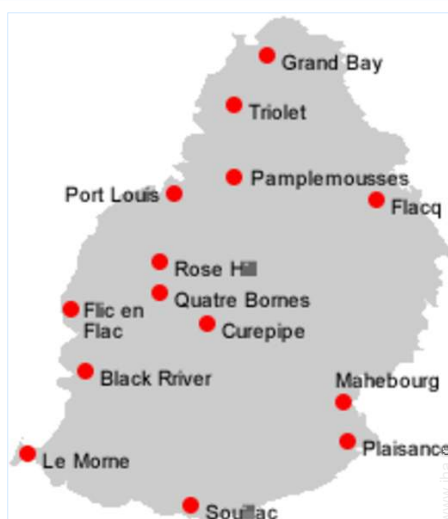 Grand Bay
Triolet
Pamplemousses
Port Louis
Flacq
Rose Hill
Quatre Bornes
Flic en
Flac
Curepipe
Black Rriver
Mahebourg
Plaisance
Le Morne